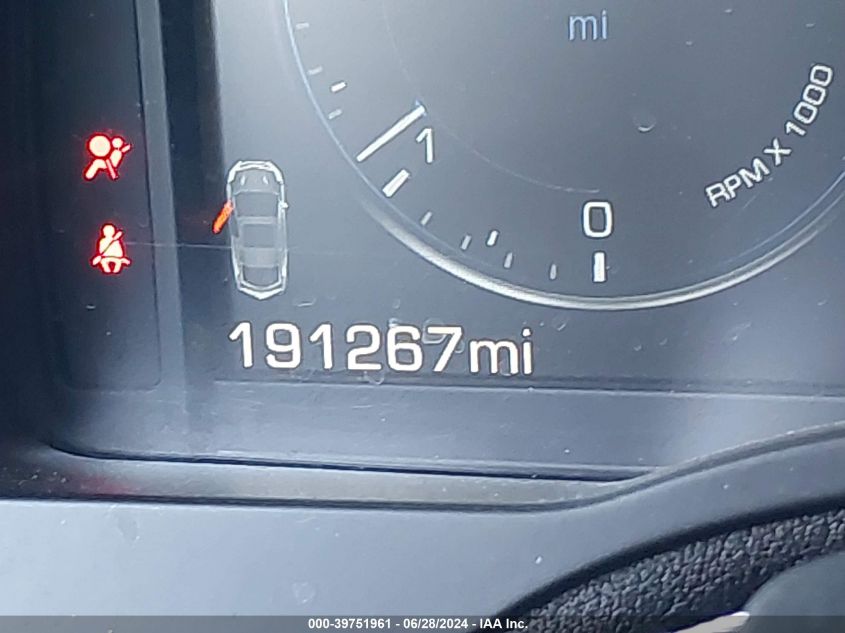 mi
RPM X 1000
1
0
191267mi
000-39751961 - 06/28/2024 - IAA Inc.